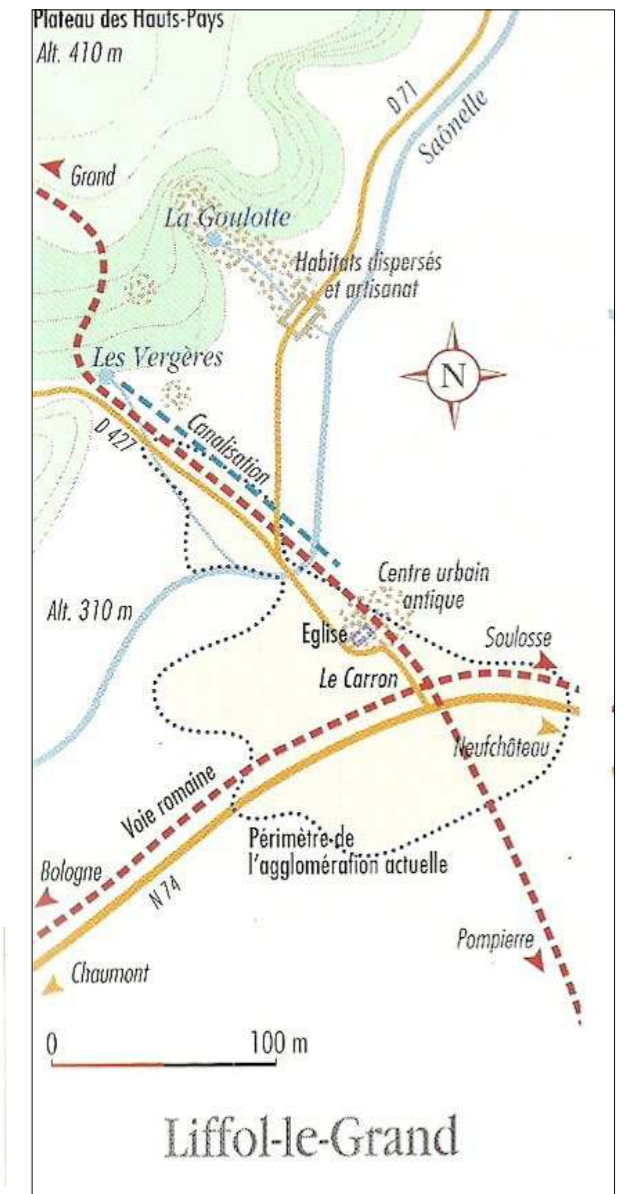 Plateau des Hauts-Pays
Alt. 410 m
D 71
Saônelle
Grand
La Goulotte
Habitats dispersés
et artisanat
Les Vergères
N
D 427
Canalisation
Centre urbain
antique
Alt. 310 m
Eglise
Soulosse
Le Carron
Neufchâteau
Voie romaine
Périmètre de
l'agglomération actuelle
Bologne
N 74
Pompierre
Chaumont
0
100 m
Liffol-le-Grand